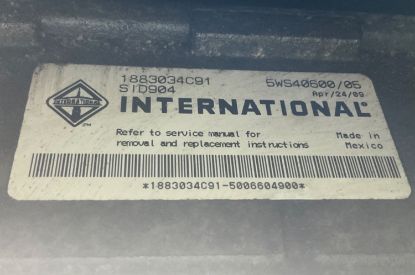 1883034C91 5WS40600/05
SID904 Apr/24/09
INTERNATIONAL
INTERNATIONAL®
Refer to service manual for Made in
removal and replacement instructions Mexico
*1883034C91-5006604900*